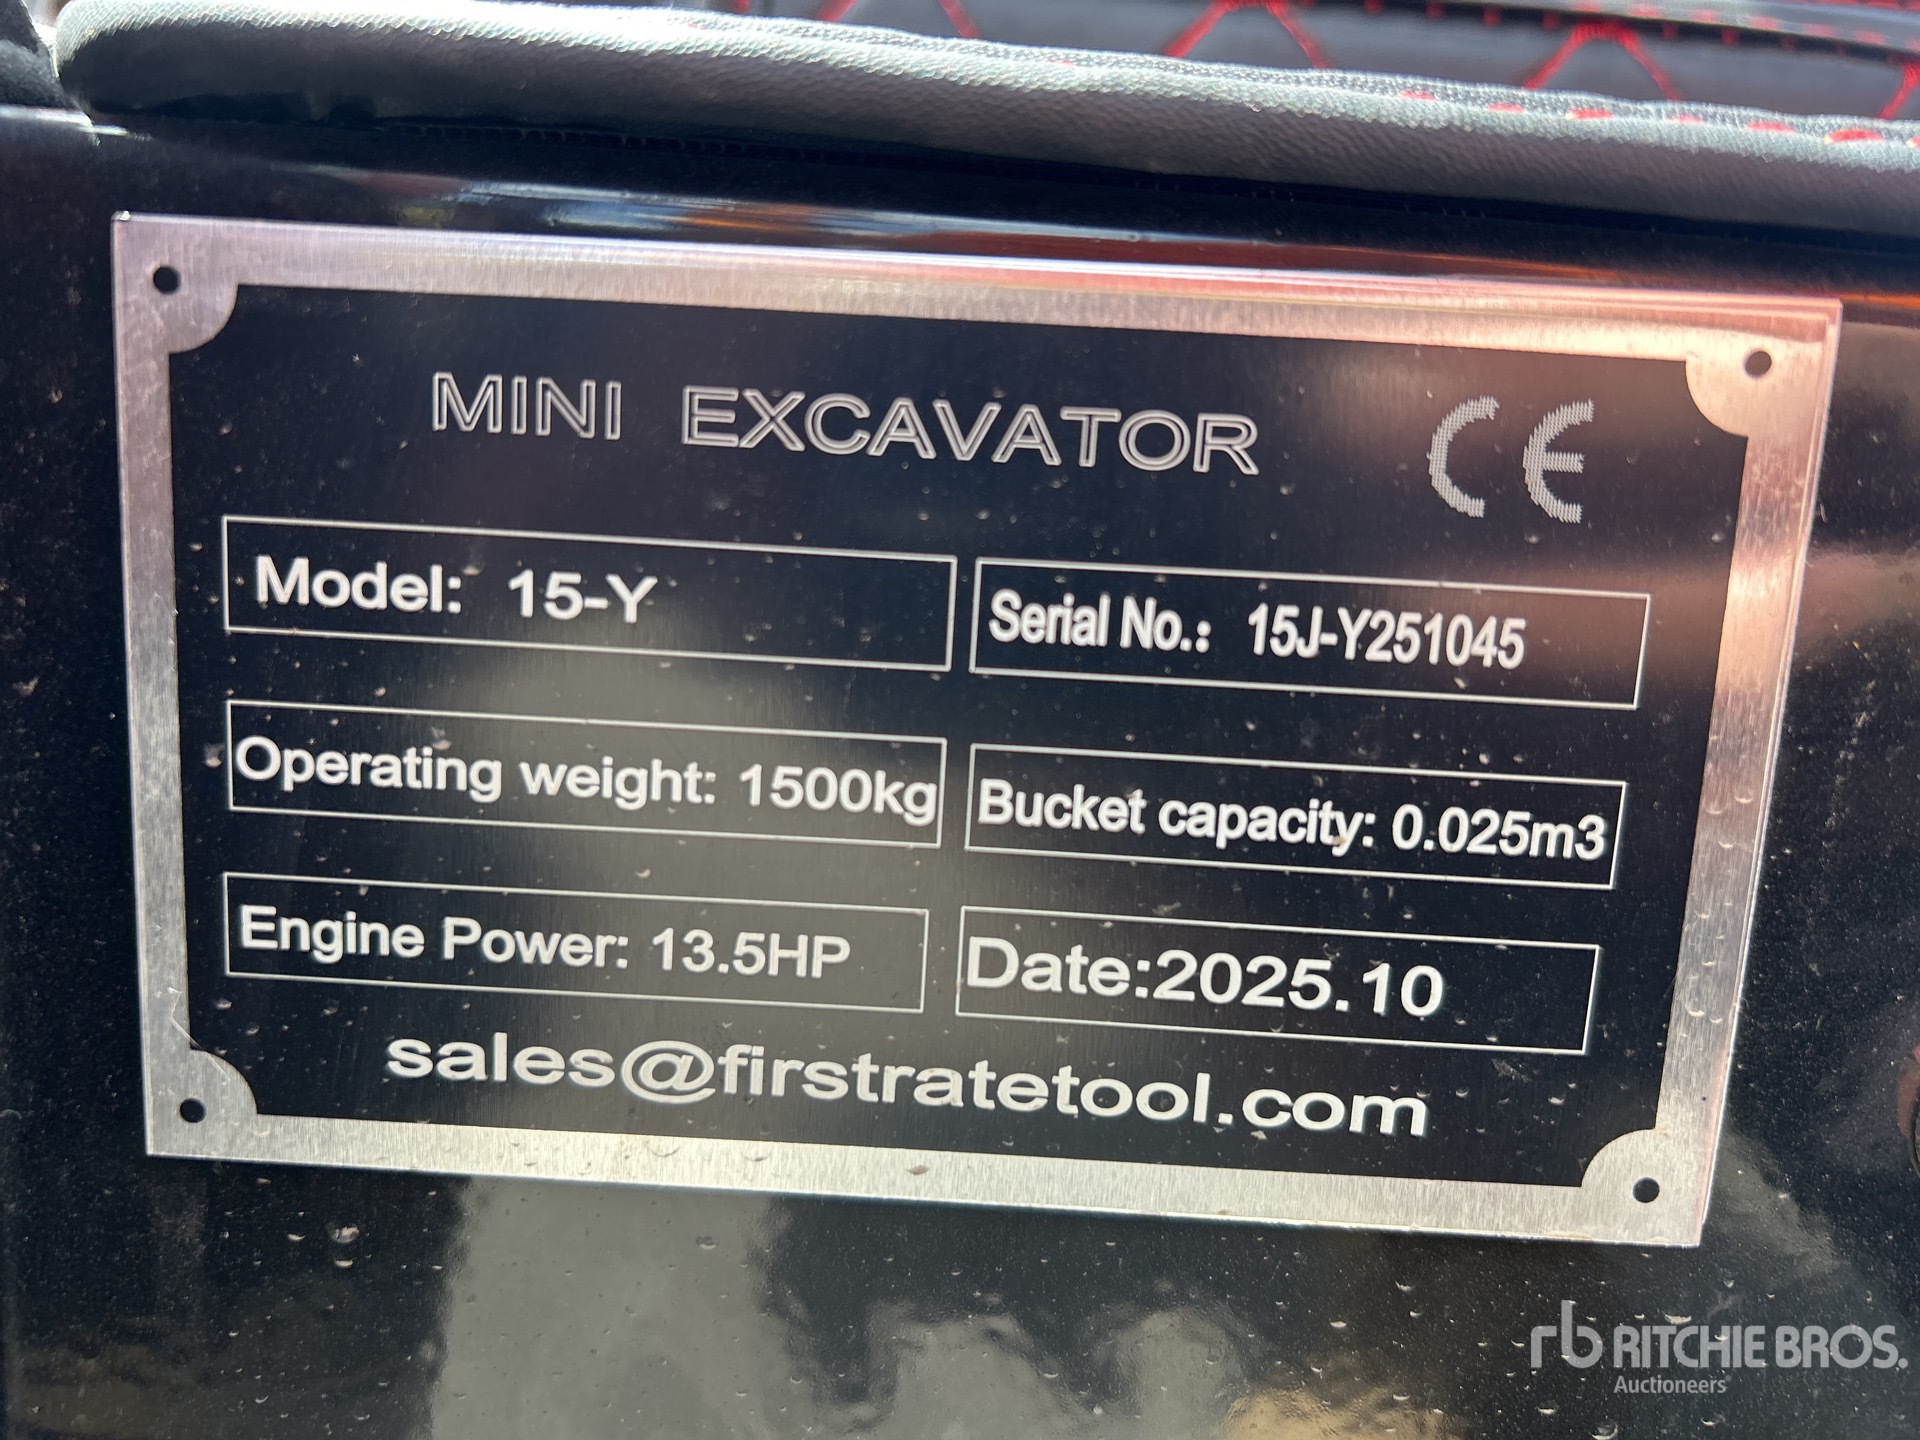 MINI EXCAVATOR CE
Model: 15-Y
Serial No.: 15J-Y251045
Operating weight: 1500kg
Bucket capacity: 0.025m3
Engine Power: 13.5HP
Date:2025.10
sales@firstratetool.com
rb RITCHIE BROS.
Auctioneers